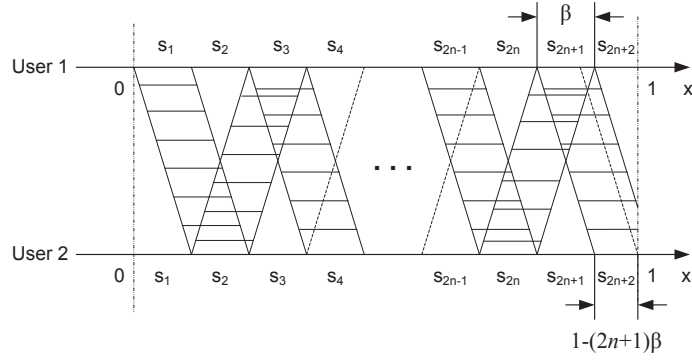 β
s₁ s₂ s₃ s₄ s₂ₙ₋₁ s₂ₙ s₂ₙ₊₁ s₂ₙ₊₂
User 1
0 1 x
. . .
User 2
0 s₁ s₂ s₃ s₄ s₂ₙ₋₁ s₂ₙ s₂ₙ₊₁ s₂ₙ₊₂ 1 x
1-(2n+1)β